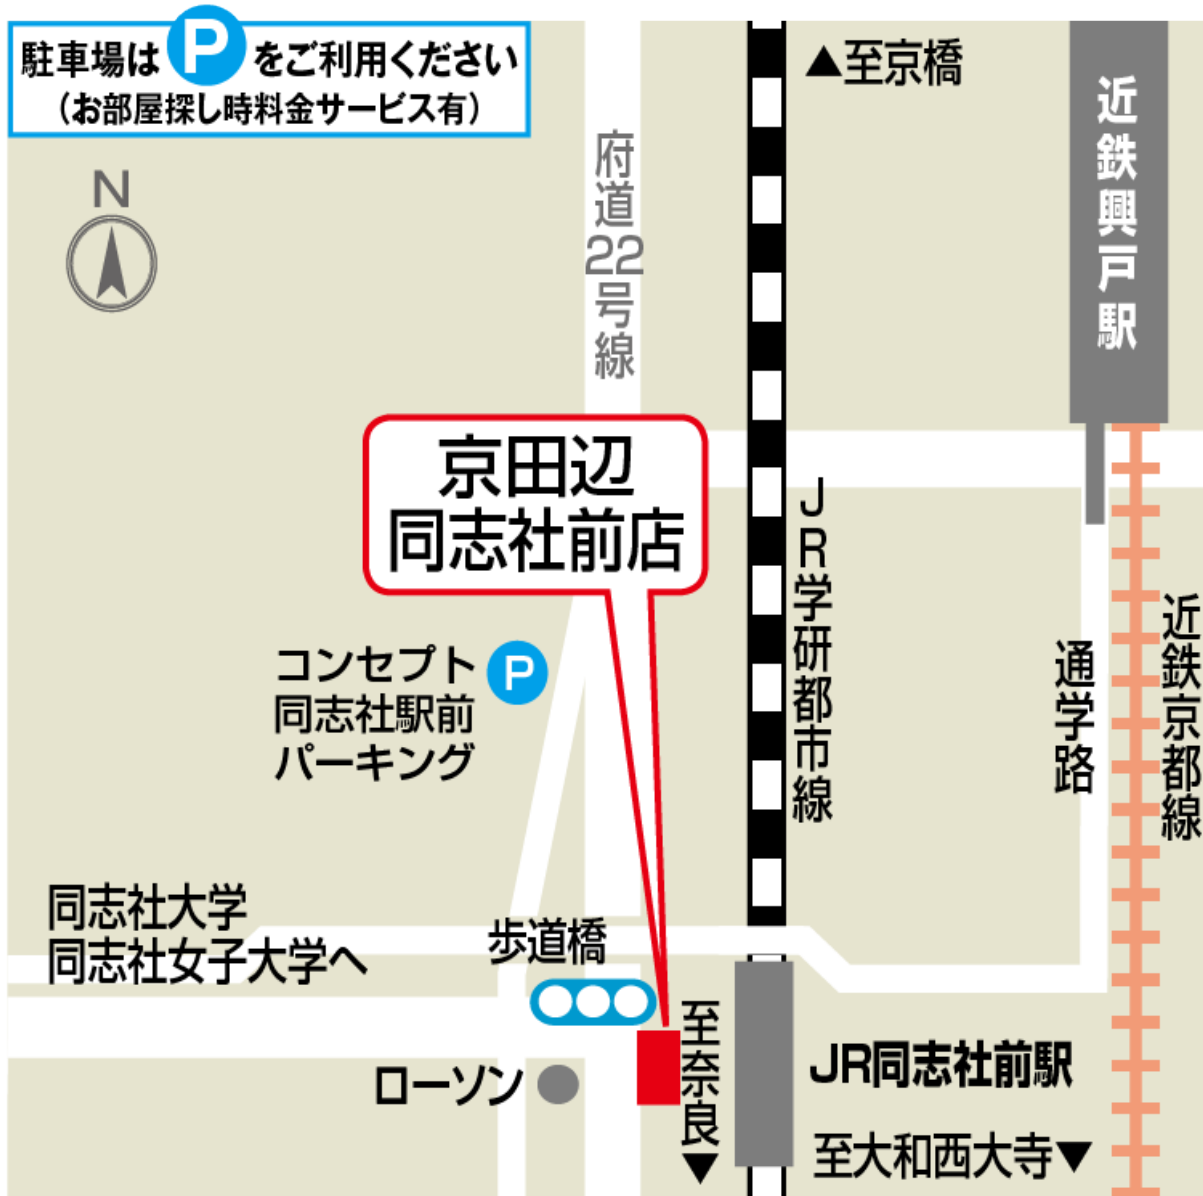 駐車場は P をご利用ください
（お部屋探し時料金サービス有）
▲至京橋
近鉄興戸駅
N
府道22号線
京田辺
同志社前店
JR学研都市線
コンセプト
同志社駅前
パーキング
P
通学路
近鉄京都線
同志社大学
同志社女子大学へ
歩道橋
至奈良▼
ローソン
JR同志社前駅
至大和西大寺▼